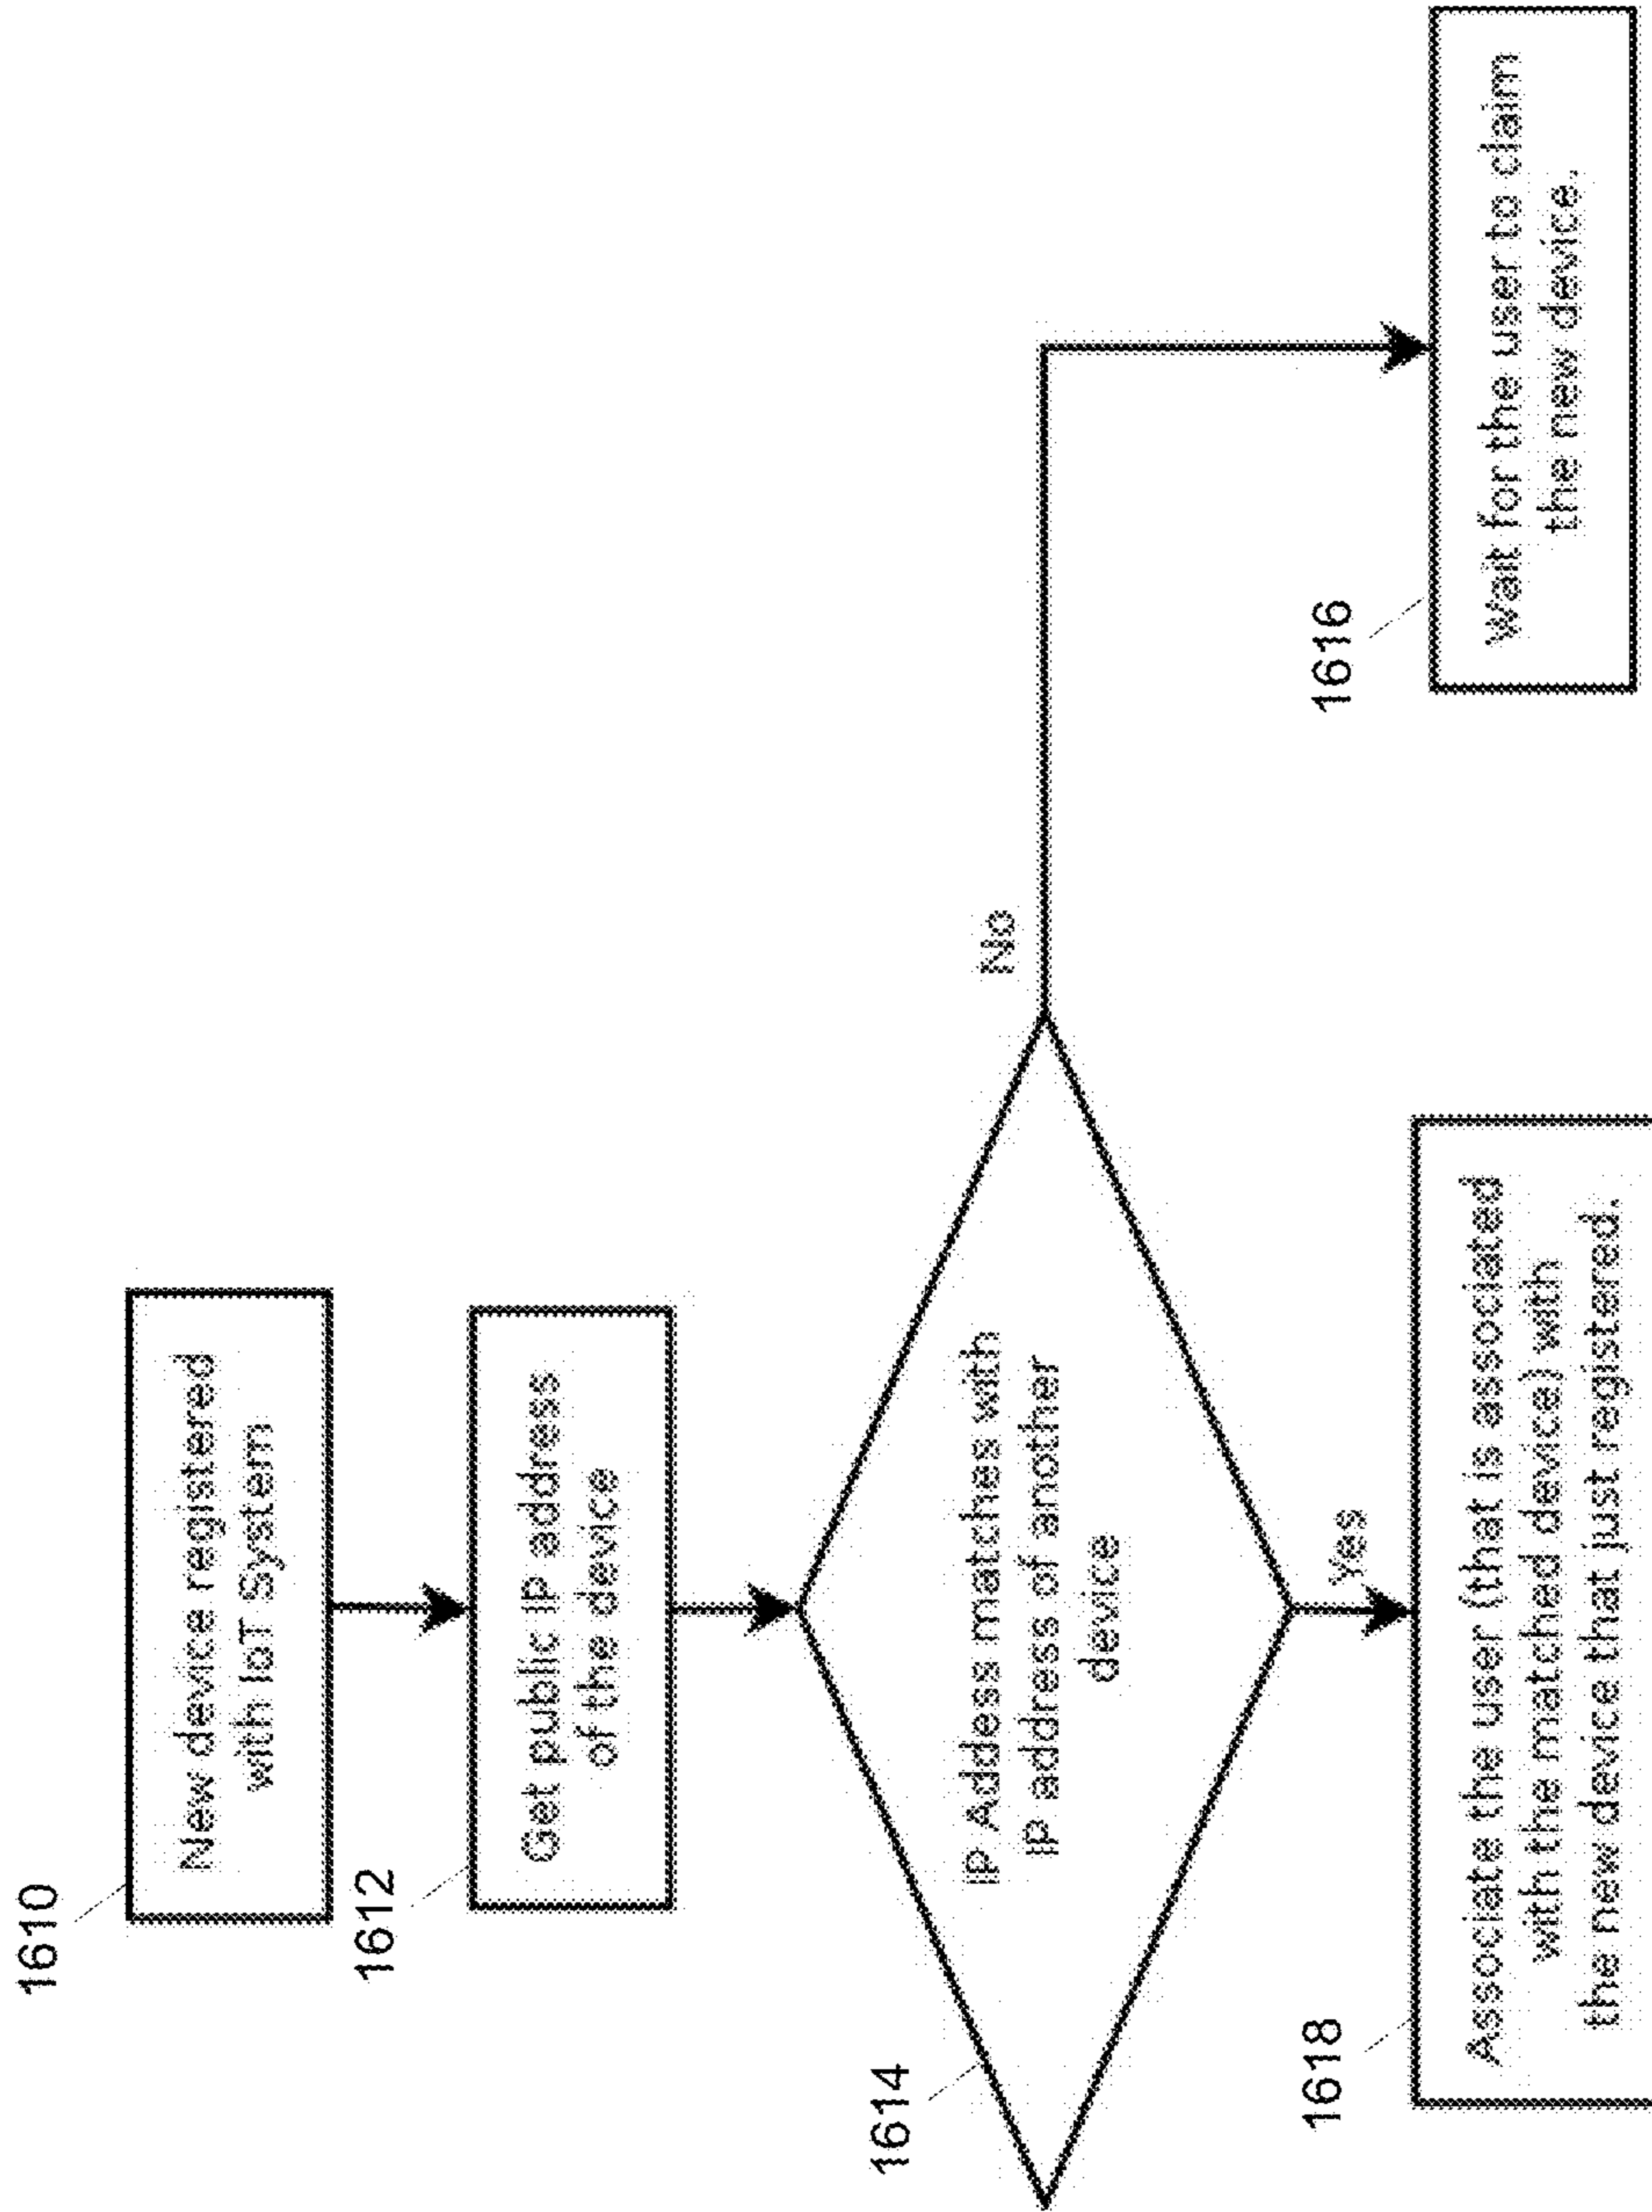 1610
New device registered
with IoT System
1612
Get public IP address
of the device
1614
IP Addess matches with
IP address of another
device
No
yes
1616
Wait for the user to claim
the new device.
1618
Associate the user (that is associated
with the matched device) with
the new device that just registered.